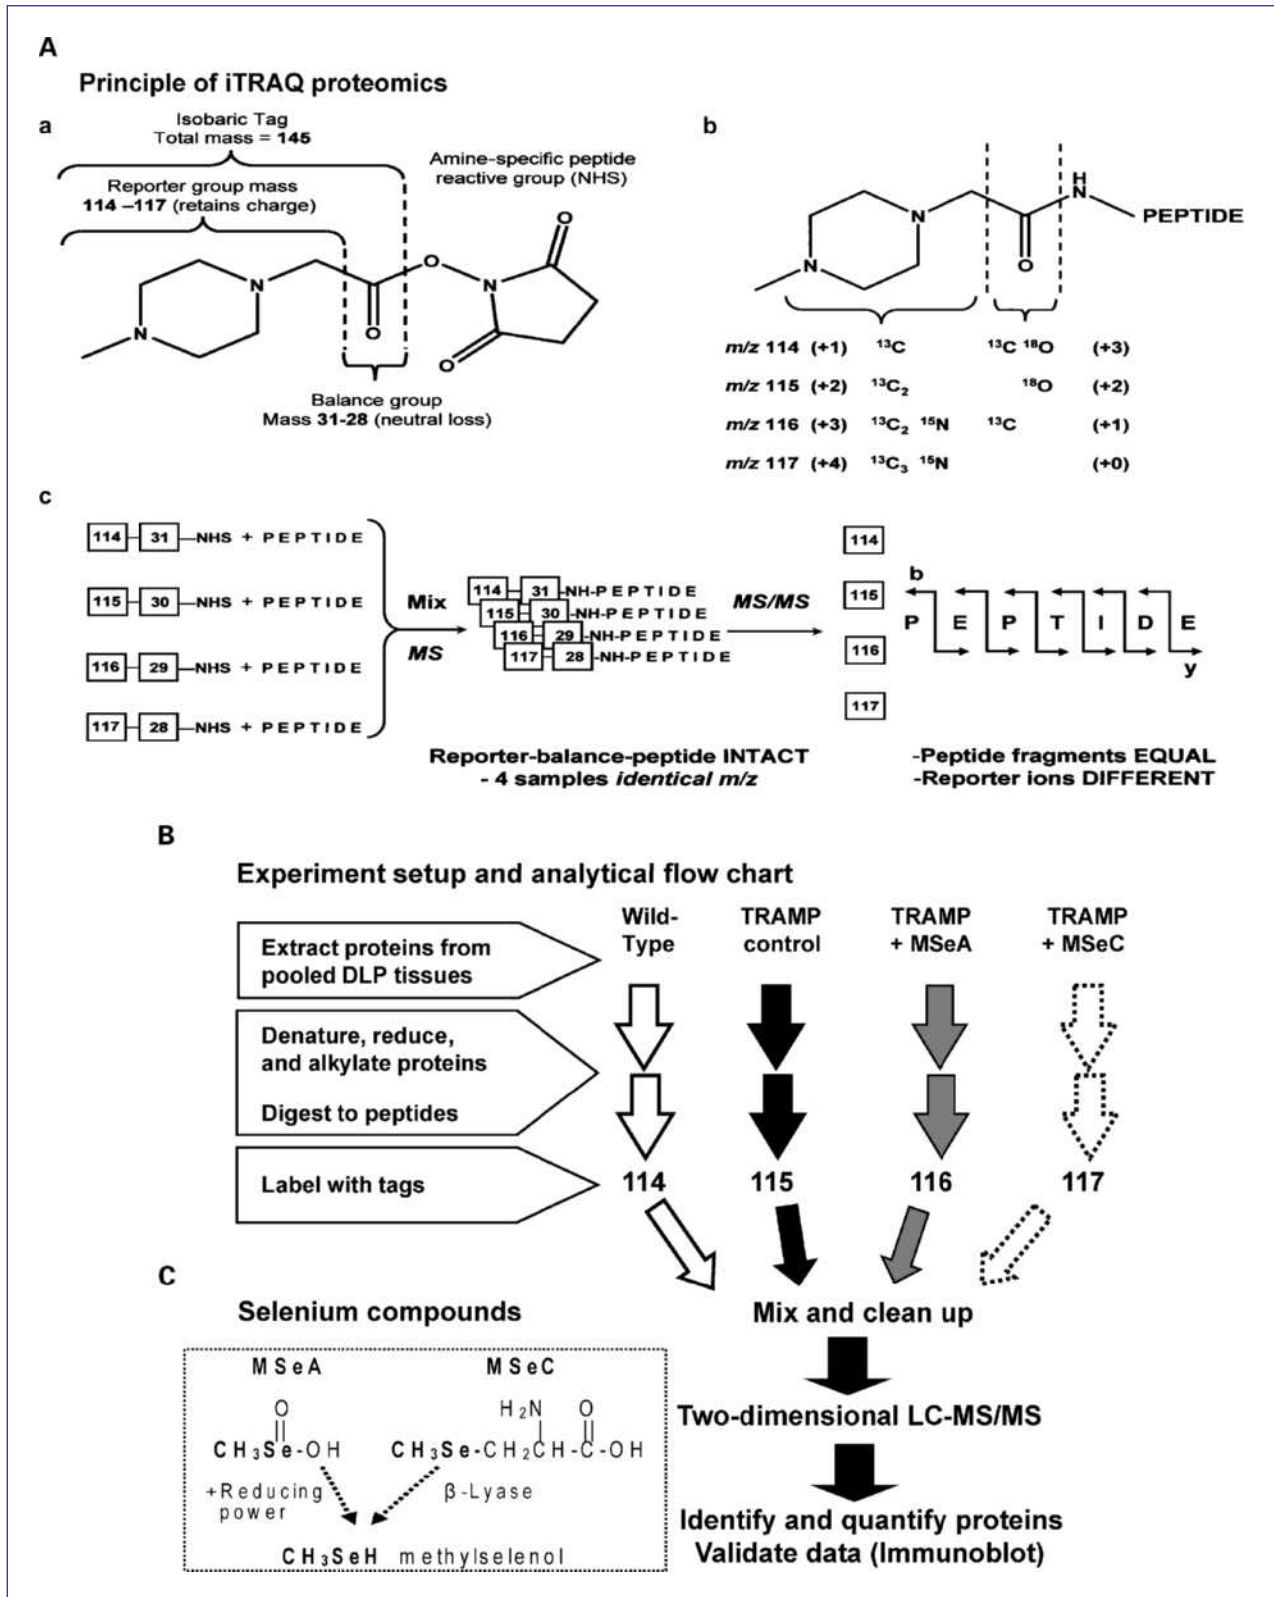 A
Principle of iTRAQ proteomics
a
Isobaric Tag
Total mass = 145
Reporter group mass
114 –117 (retains charge)
Amine-specific peptide
reactive group (NHS)
N
N
O
O
N
O
O
Balance group
Mass 31-28 (neutral loss)
b
N
N
O
H
N
PEPTIDE
m/z 114 (+1) ¹³C ¹³C ¹⁸O (+3)
m/z 115 (+2) ¹³C₂ ¹⁸O (+2)
m/z 116 (+3) ¹³C₂ ¹⁵N ¹³C (+1)
m/z 117 (+4) ¹³C₃ ¹⁵N (+0)
c
114 31 NHS + PEPTIDE
115 30 NHS + PEPTIDE
116 29 NHS + PEPTIDE
117 28 NHS + PEPTIDE
Mix
MS
114 31 -NH-PEPTIDE
115 30 -NH-PEPTIDE
116 29 -NH-PEPTIDE
117 28 -NH-PEPTIDE
MS/MS
114
115
116
117
b
P E P T I D E
y
Reporter-balance-peptide INTACT
- 4 samples identical m/z
-Peptide fragments EQUAL
-Reporter ions DIFFERENT
B
Experiment setup and analytical flow chart
Extract proteins from
pooled DLP tissues
Denature, reduce,
and alkylate proteins
Digest to peptides
Label with tags
Wild-
Type
TRAMP
control
TRAMP
+ MSeA
TRAMP
+ MSeC
114 115 116 117
Mix and clean up
Two-dimensional LC-MS/MS
Identify and quantify proteins
Validate data (Immunoblot)
C
Selenium compounds
MSeA MSeC
O H₂N O
CH₃Se-OH CH₃Se-CH₂CH-C-OH
+Reducing
power
β-Lyase
CH₃SeH methylselenol